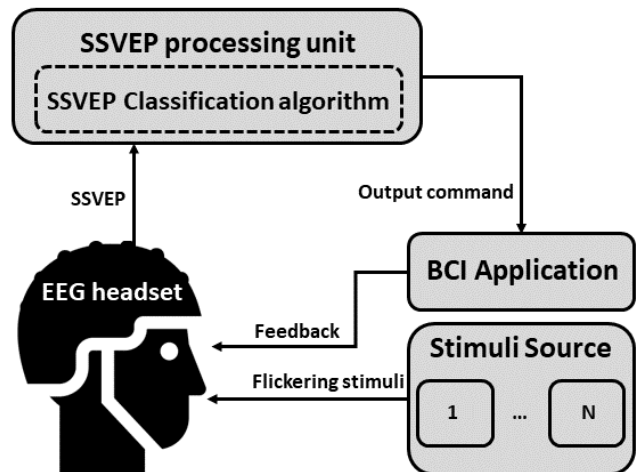 SSVEP processing unit
SSVEP Classification algorithm
SSVEP
Output command
EEG headset
BCI Application
Feedback
Stimuli Source
Flickering stimuli
1 ... N